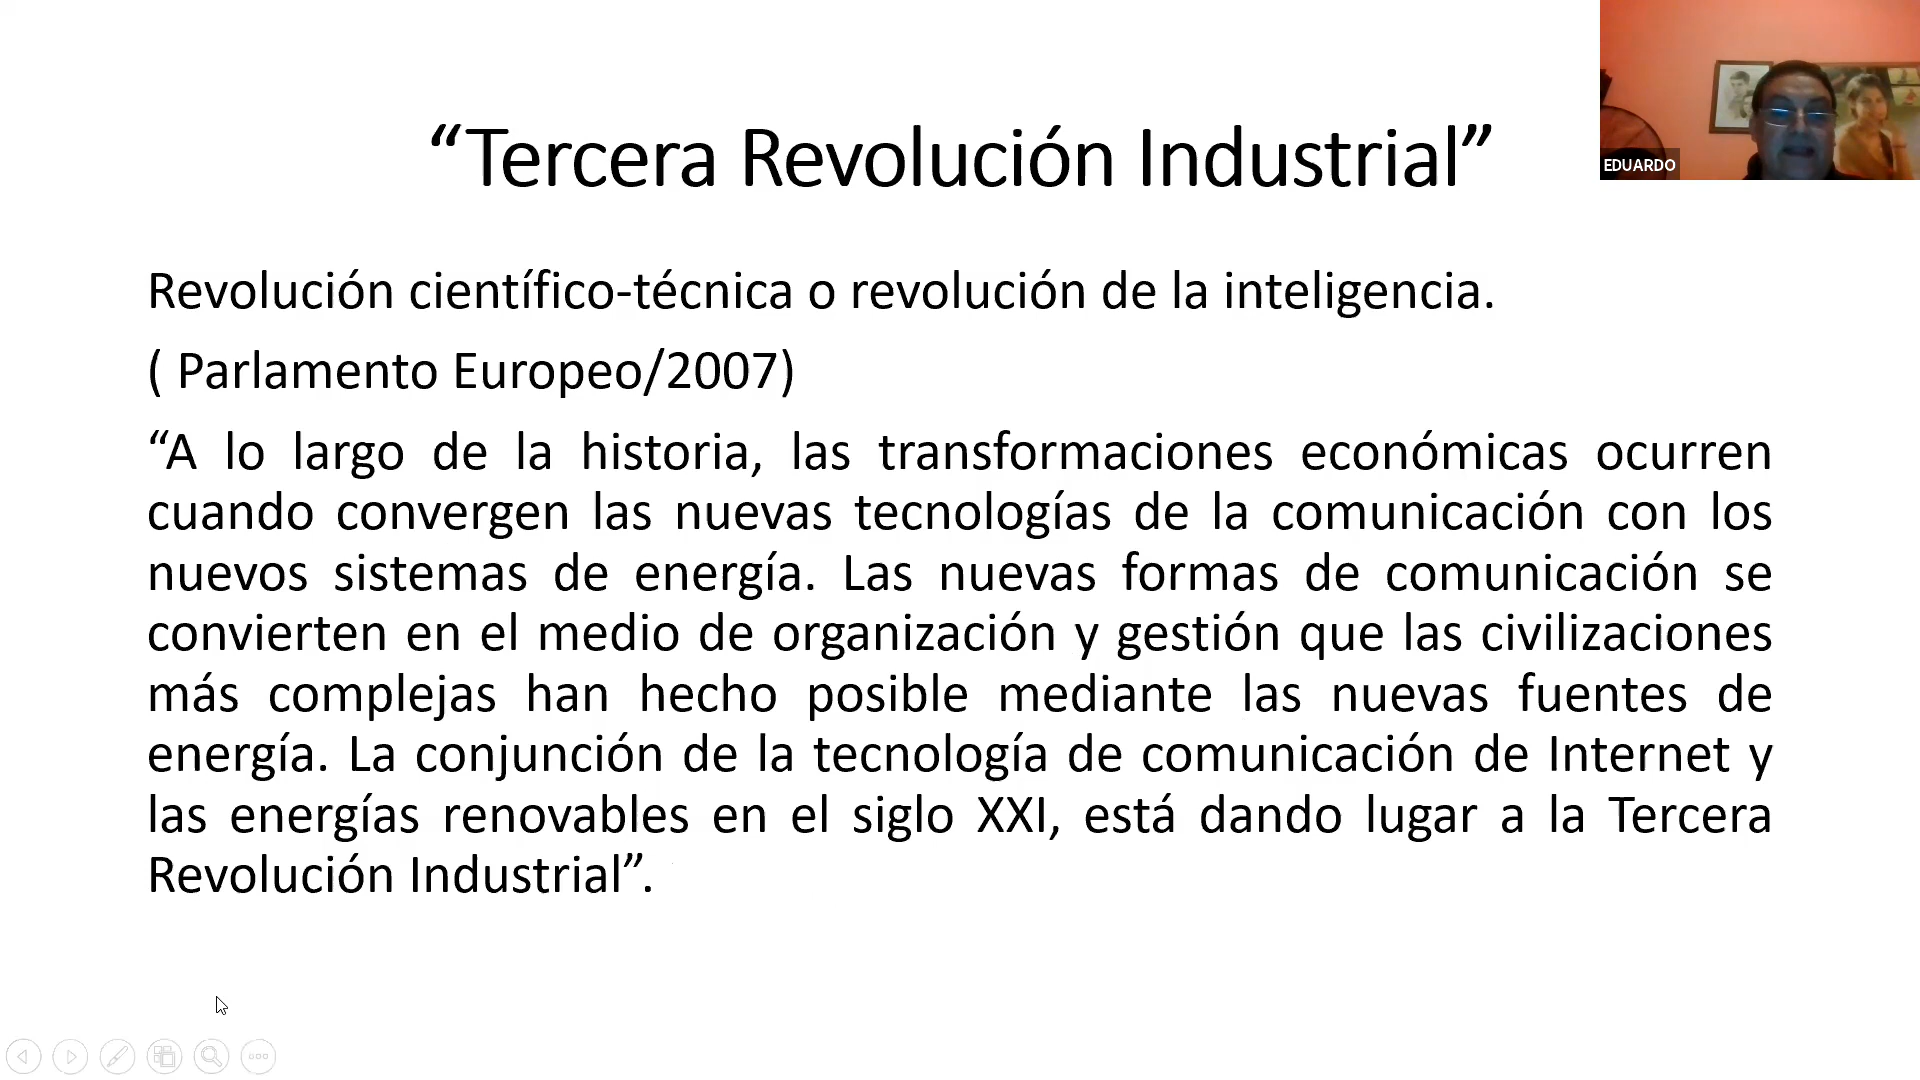 “Tercera Revolución Industrial”
EDUARDO
Revolución científico-técnica o revolución de la inteligencia.
( Parlamento Europeo/2007)
“A lo largo de la historia, las transformaciones económicas ocurren
cuando convergen las nuevas tecnologías de la comunicación con los
nuevos sistemas de energía. Las nuevas formas de comunicación se
convierten en el medio de organización y gestión que las civilizaciones
más complejas han hecho posible mediante las nuevas fuentes de
energía. La conjunción de la tecnología de comunicación de Internet y
las energías renovables en el siglo XXI, está dando lugar a la Tercera
Revolución Industrial”.